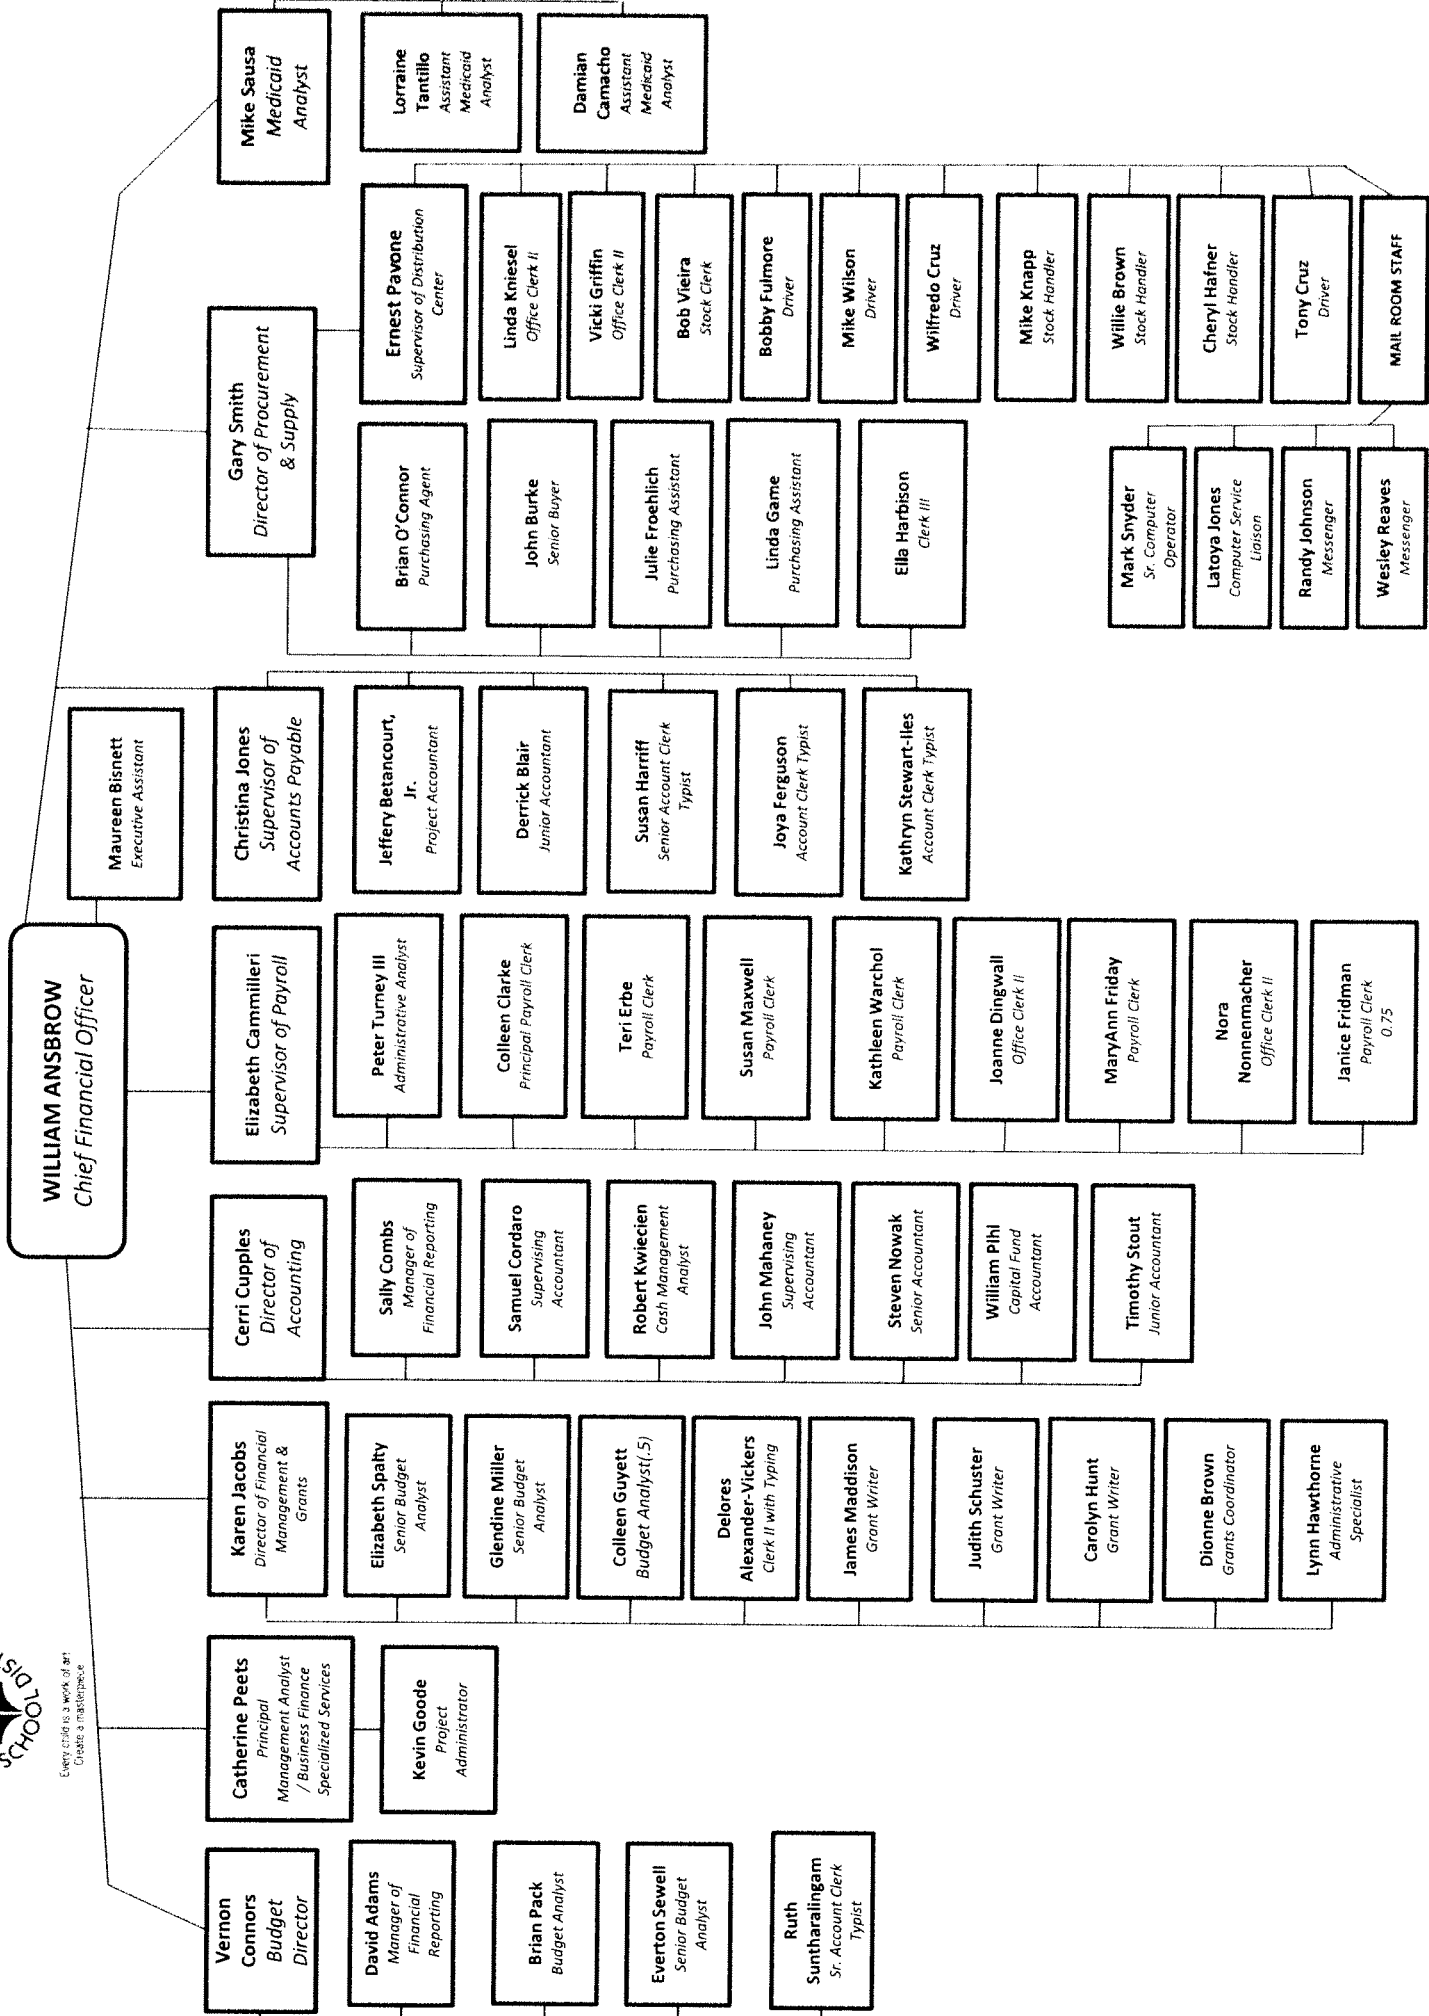 SCHOOL DIST
Every child is a work of art
Create a masterpiece
WILLIAM ANSBROW
Chief Financial Officer
Maureen Bisnett
Executive Assistant
Vernon
Connors
Budget
Director
David Adams
Manager of
Financial
Reporting
Brian Pack
Budget Analyst
Everton Sewell
Senior Budget
Analyst
Ruth
Suntharalingam
Sr. Account Clerk
Typist
Catherine Peets
Principal
Management Analyst
/ Business Finance
Specialized Services
Kevin Goode
Project
Administrator
Karen Jacobs
Director of Financial
Management &
Grants
Elizabeth Spalty
Senior Budget
Analyst
Glendine Miller
Senior Budget
Analyst
Colleen Guyett
Budget Analyst(.5)
Delores
Alexander-Vickers
Clerk II with Typing
James Maddison
Grant Writer
Judith Schuster
Grant Writer
Carolyn Hunt
Grant Writer
Dionne Brown
Grants Coordinator
Lynn Hawthorne
Administrative
Specialist
Cerri Cupples
Director of
Accounting
Sally Combs
Manager of
Financial Reporting
Samuel Cordaro
Supervising
Accountant
Robert Kwiecien
Cash Management
Analyst
John Mahaney
Supervising
Accountant
Steven Nowak
Senior Accountant
William Plhl
Capital Fund
Accountant
Timothy Stout
Junior Accountant
Elizabeth Cammilleri
Supervisor of Payroll
Peter Turney III
Administrative Analyst
Colleen Clarke
Principal Payroll Clerk
Teri Erbe
Payroll Clerk
Susan Maxwell
Payroll Clerk
Kathleen Warchol
Payroll Clerk
Joanne Dingwall
Office Clerk II
MaryAnn Friday
Payroll Clerk
Nora
Nonnenmacher
Office Clerk II
Janice Fridman
Payroll Clerk
0.75
Christina Jones
Supervisor of
Accounts Payable
Jeffery Betancourt,
Jr.
Project Accountant
Derrick Blair
Junior Accountant
Susan Harriff
Senior Account Clerk
Typist
Joya Ferguson
Account Clerk Typist
Kathryn Stewart-Iles
Account Clerk Typist
Gary Smith
Director of Procurement
& Supply
Brian O'Connor
Purchasing Agent
John Burke
Senior Buyer
Julie Froehlich
Purchasing Assistant
Linda Game
Purchasing Assistant
Ella Harbison
Clerk III
Ernest Pavone
Supervisor of Distribution
Center
Linda Kniesel
Office Clerk II
Vicki Griffin
Office Clerk II
Bob Vieira
Stock Clerk
Bobby Fulmore
Driver
Mike Wilson
Driver
Wilfredo Cruz
Driver
Mike Knapp
Stock Handler
Willie Brown
Stock Handler
Cheryl Hafner
Stock Handler
Tony Cruz
Driver
MAIL ROOM STAFF
Mark Snyder
Sr. Computer
Operator
Latoya Jones
Computer Service
Liaison
Randy Johnson
Messenger
Wesley Reaves
Messenger
Mike Sausa
Medicaid
Analyst
Lorraine
Tantillo
Assistant
Medicaid
Analyst
Damian
Camacho
Assistant
Medicaid
Analyst